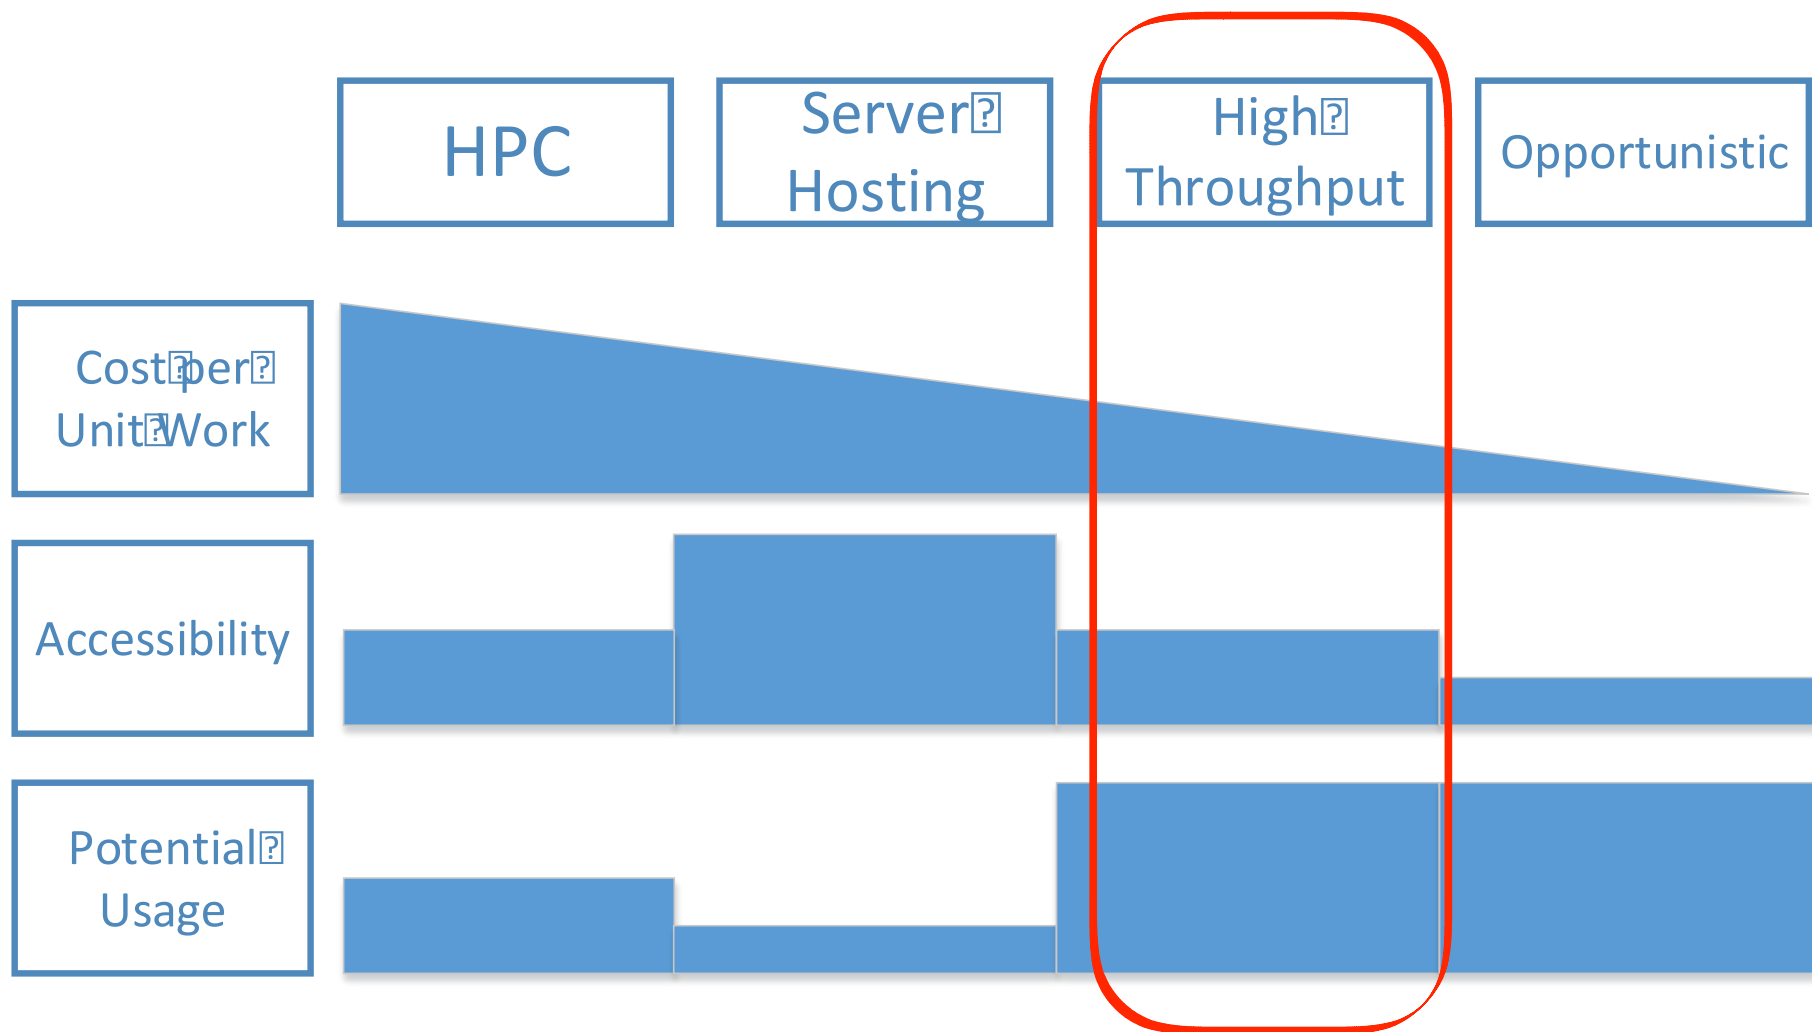 HPC
Server
Hosting
High
Throughput
Opportunistic
Cost per
Unit Work
Accessibility
Potential
Usage